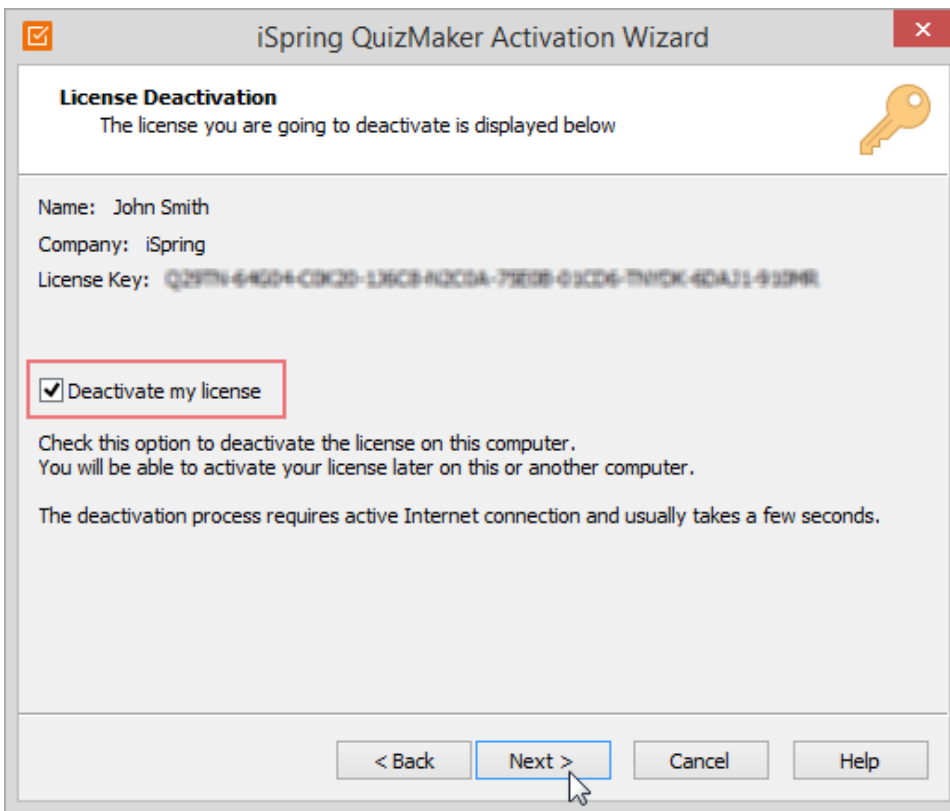 iSpring QuizMaker Activation Wizard
License Deactivation
The license you are going to deactivate is displayed below
Name: John Smith
Company: iSpring
License Key:
Deactivate my license
Check this option to deactivate the license on this computer.
You will be able to activate your license later on this or another computer.
The deactivation process requires active Internet connection and usually takes a few seconds.
< Back Next > Cancel Help